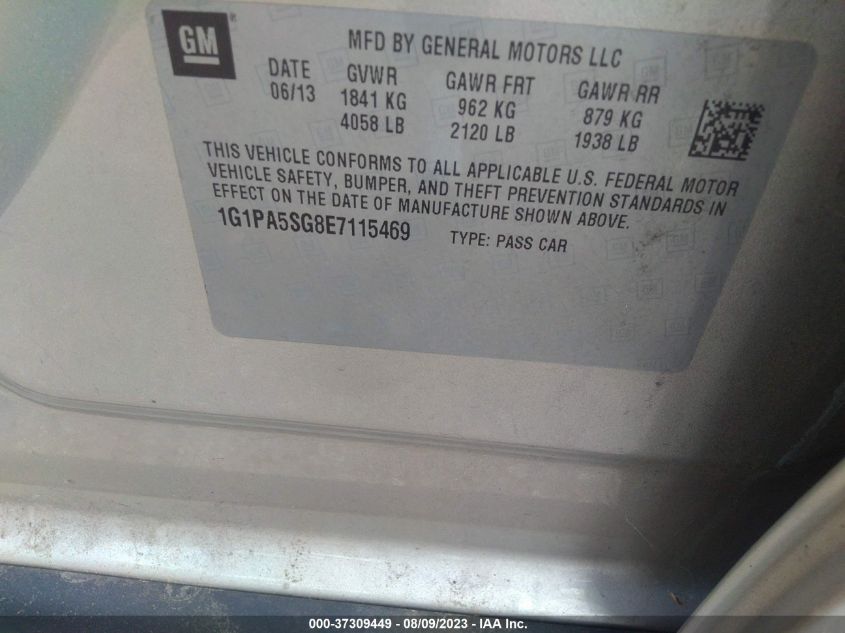 GM
MFD BY GENERAL MOTORS LLC
DATE GVWR GAWR FRT GAWR RR
06/13 1841 KG 962 KG 879 KG
4058 LB 2120 LB 1938 LB
THIS VEHICLE CONFORMS TO ALL APPLICABLE U.S. FEDERAL MOTOR
VEHICLE SAFETY, BUMPER, AND THEFT PREVENTION STANDARDS IN
EFFECT ON THE DATE OF MANUFACTURE SHOWN ABOVE.
1G1PA5SG8E7115469 TYPE: PASS CAR
000-37309449 - 08/09/2023 - IAA Inc.